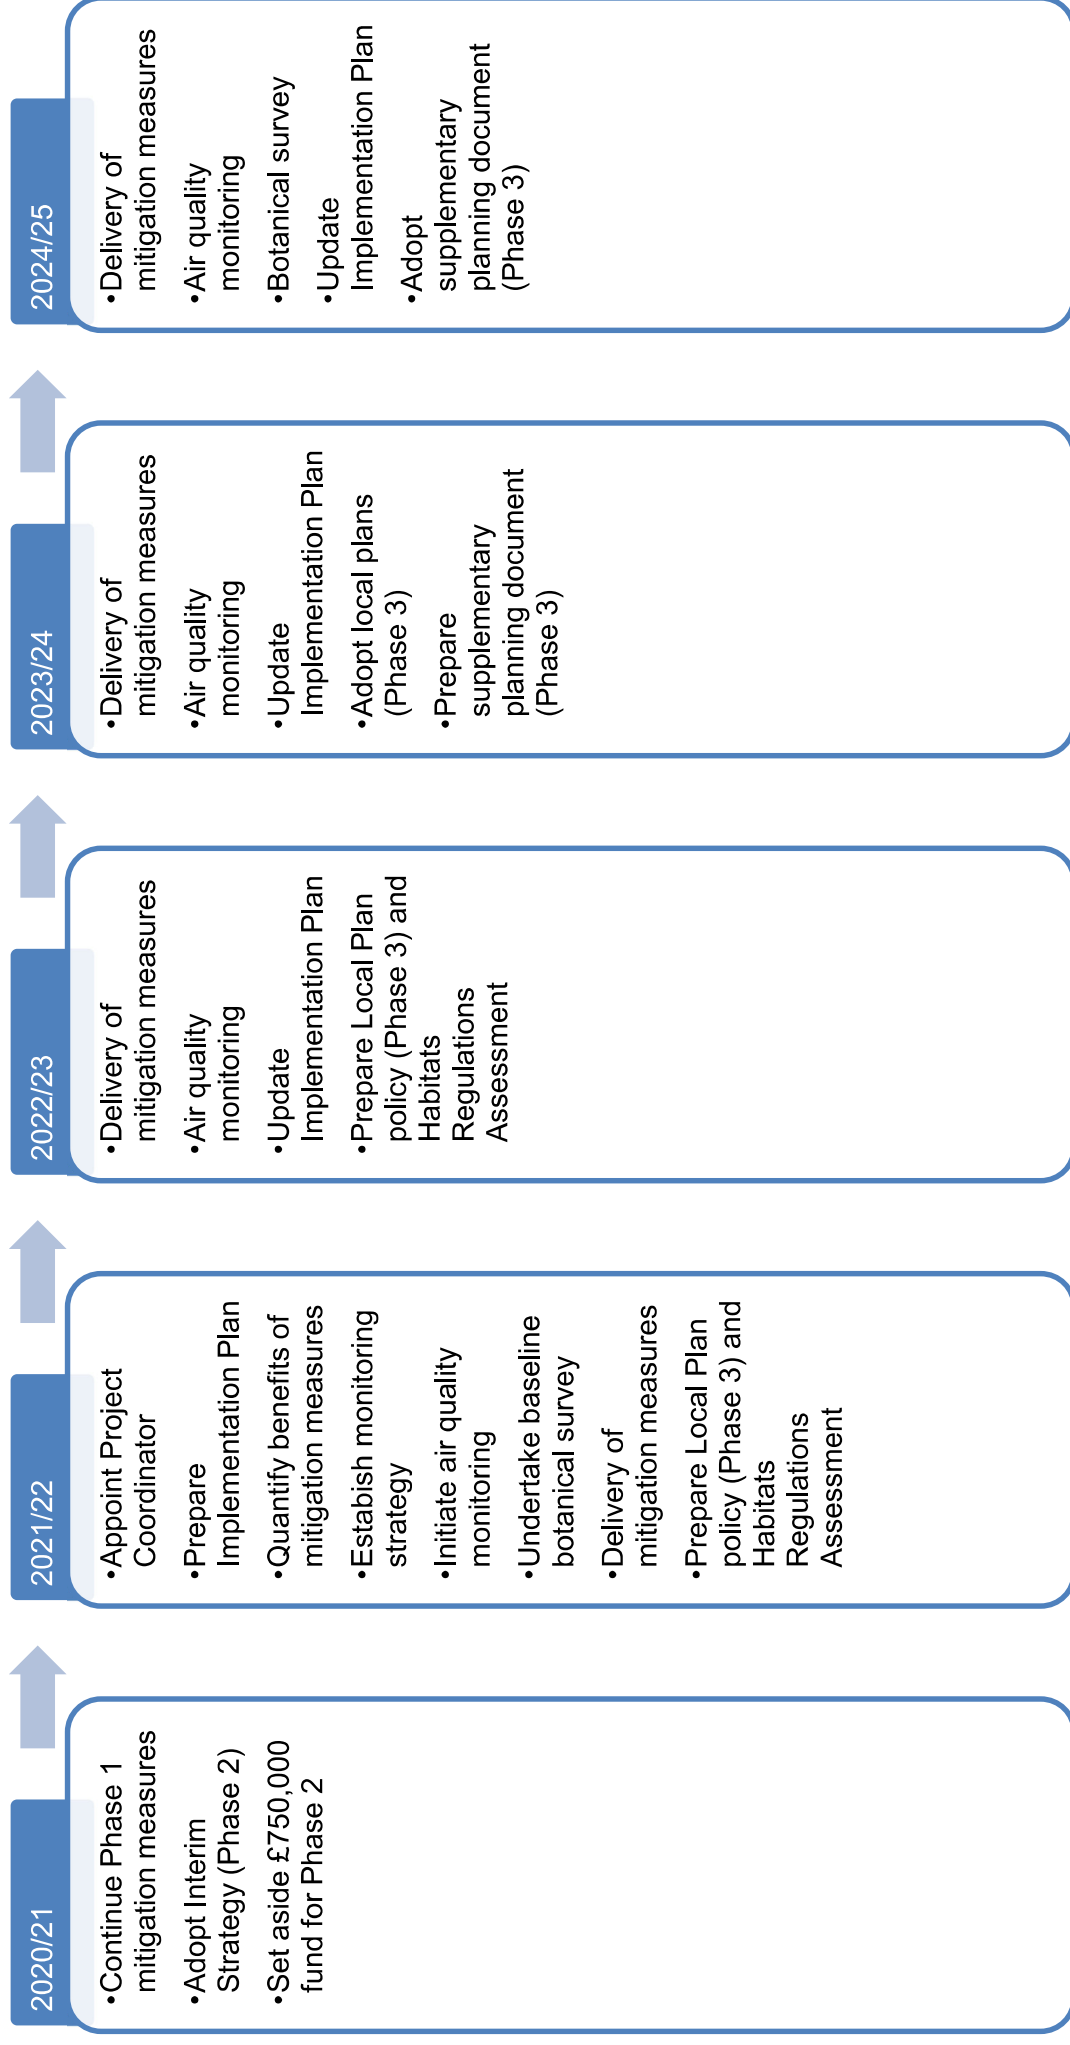 2020/21
•Continue Phase 1
mitigation measures
•Adopt Interim
Strategy (Phase 2)
•Set aside £750,000
fund for Phase 2
2021/22
•Appoint Project
Coordinator
•Prepare
Implementation Plan
•Quantify benefits of
mitigation measures
•Estabish monitoring
strategy
•Initiate air quality
monitoring
•Undertake baseline
botanical survey
•Delivery of
mitigation measures
•Prepare Local Plan
policy (Phase 3) and
Habitats
Regulations
Assessment
2022/23
•Delivery of
mitigation measures
•Air quality
monitoring
•Update
Implementation Plan
•Prepare Local Plan
policy (Phase 3) and
Habitats
Regulations
Assessment
2023/24
•Delivery of
mitigation measures
•Air quality
monitoring
•Update
Implementation Plan
•Adopt local plans
(Phase 3)
•Prepare
supplementary
planning document
(Phase 3)
2024/25
•Delivery of
mitigation measures
•Air quality
monitoring
•Botanical survey
•Update
Implementation Plan
•Adopt
supplementary
planning document
(Phase 3)